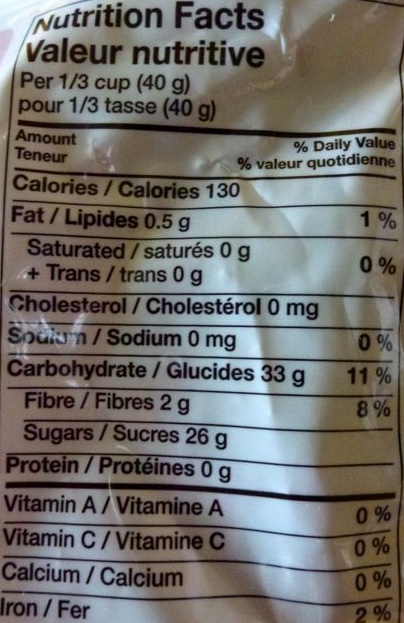 Nutrition Facts
Valeur nutritive
Per 1/3 cup (40 g)
pour 1/3 tasse (40 g)
Amount
Teneur
% Daily Value
% valeur quotidienne
Calories / Calories 130
Fat / Lipides 0.5 g 1 %
Saturated / saturés 0 g
+ Trans / trans 0 g 0 %
Cholesterol / Cholestérol 0 mg
Sodium / Sodium 0 mg 0 %
Carbohydrate / Glucides 33 g 11 %
Fibre / Fibres 2 g 8 %
Sugars / Sucres 26 g
Protein / Protéines 0 g
Vitamin A / Vitamine A 0 %
Vitamin C / Vitamine C 0 %
Calcium / Calcium 0 %
Iron / Fer 2 %